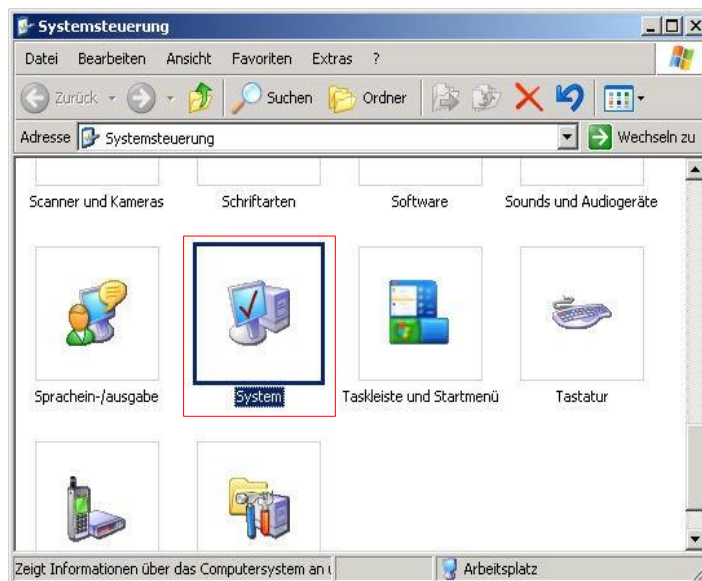 Systemsteuerung
Datei Bearbeiten Ansicht Favoriten Extras ?
Zurück Suchen Ordner
Adresse Systemsteuerung Wechseln zu
Scanner und Kameras Schriftarten Software Sounds und Audiogeräte
Sprachein-/ausgabe System Taskleiste und Startmenü Tastatur
Zeigt Informationen über das Computersystem an Arbeitsplatz